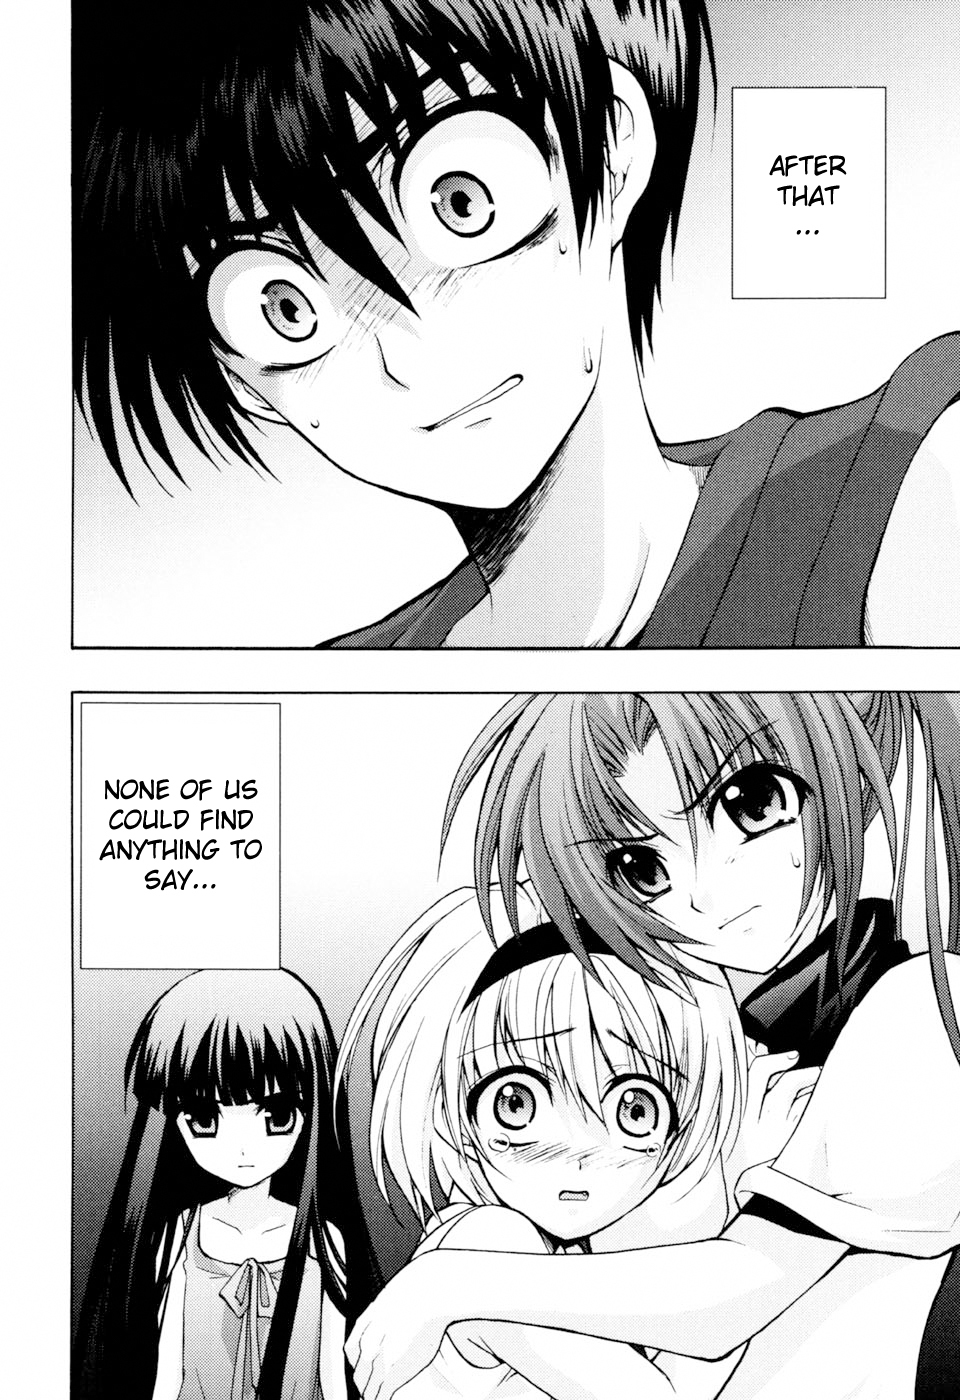 AFTER
THAT
...
NONE OF US
COULD FIND
ANYTHING TO
SAY...